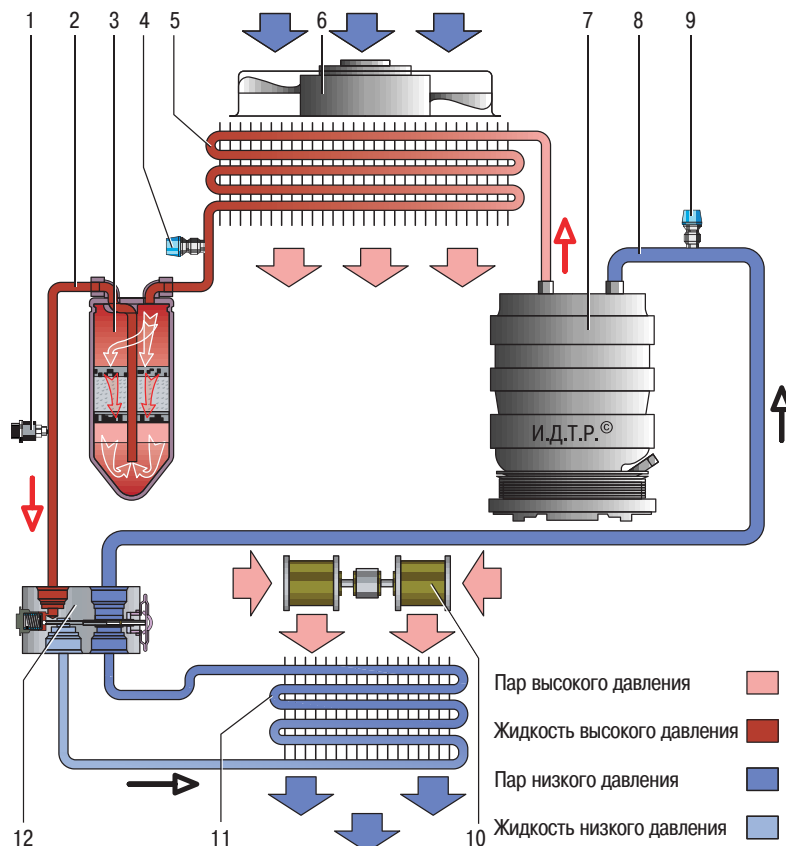 1 2 3 4 5 6 7 8 9
И.Д.Т.Р.©
Пар высокого давления
Жидкость высокого давления
Пар низкого давления
Жидкость низкого давления
12 11 10